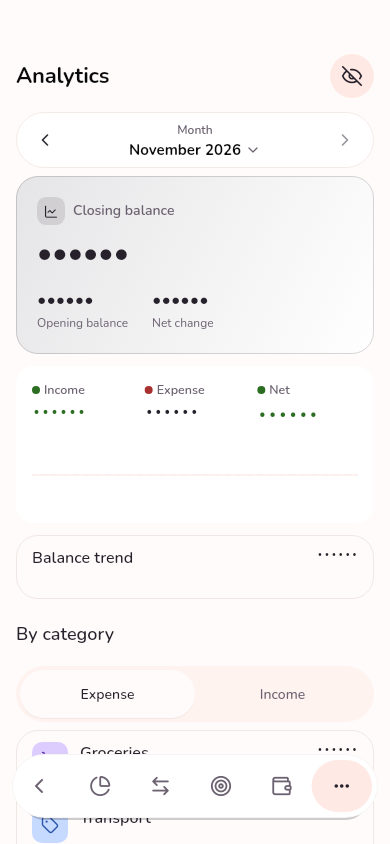 Analytics
Month
November 2026
Closing balance
••••••
•••••• ••••••
Opening balance Net change
Income Expense Net
•••••• •••••• ••••••
Balance trend ••••••
By category
Expense Income
Groceries ••••••
Transport